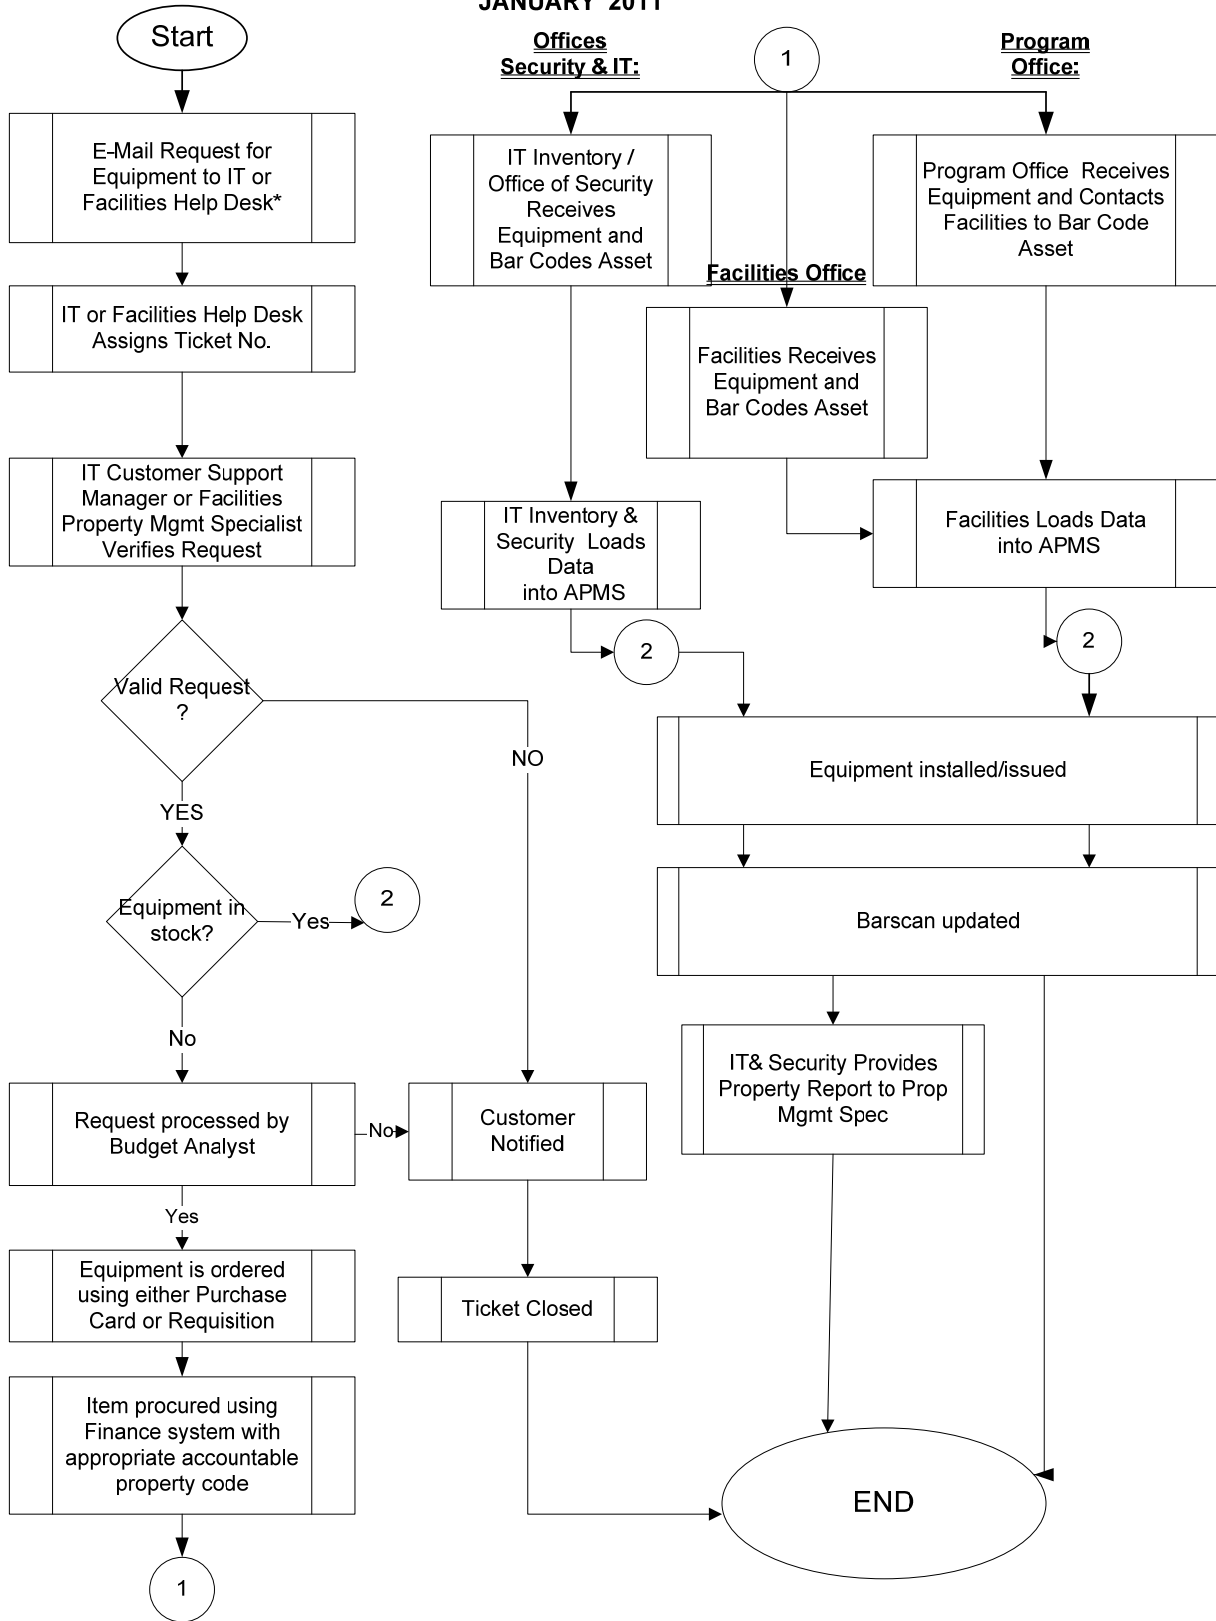 JANUARY 2011
Start
E-Mail Request for
Equipment to IT or
Facilities Help Desk*
IT or Facilities Help Desk
Assigns Ticket No.
IT Customer Support
Manager or Facilities
Property Mgmt Specialist
Verifies Request
Valid Request
?
NO
YES
Equipment in
stock?
Yes
2
No
Request processed by
Budget Analyst
No
Customer
Notified
Yes
Equipment is ordered
using either Purchase
Card or Requisition
Ticket Closed
Item procured using
Finance system with
appropriate accountable
property code
1
Offices
Security & IT:
1
Program
Office:
IT Inventory /
Office of Security
Receives
Equipment and
Bar Codes Asset
Program Office Receives
Equipment and Contacts
Facilities to Bar Code
Asset
Facilities Office
Facilities Receives
Equipment and
Bar Codes Asset
IT Inventory &
Security Loads
Data
into APMS
Facilities Loads Data
into APMS
2
2
Equipment installed/issued
Barscan updated
IT& Security Provides
Property Report to Prop
Mgmt Spec
END